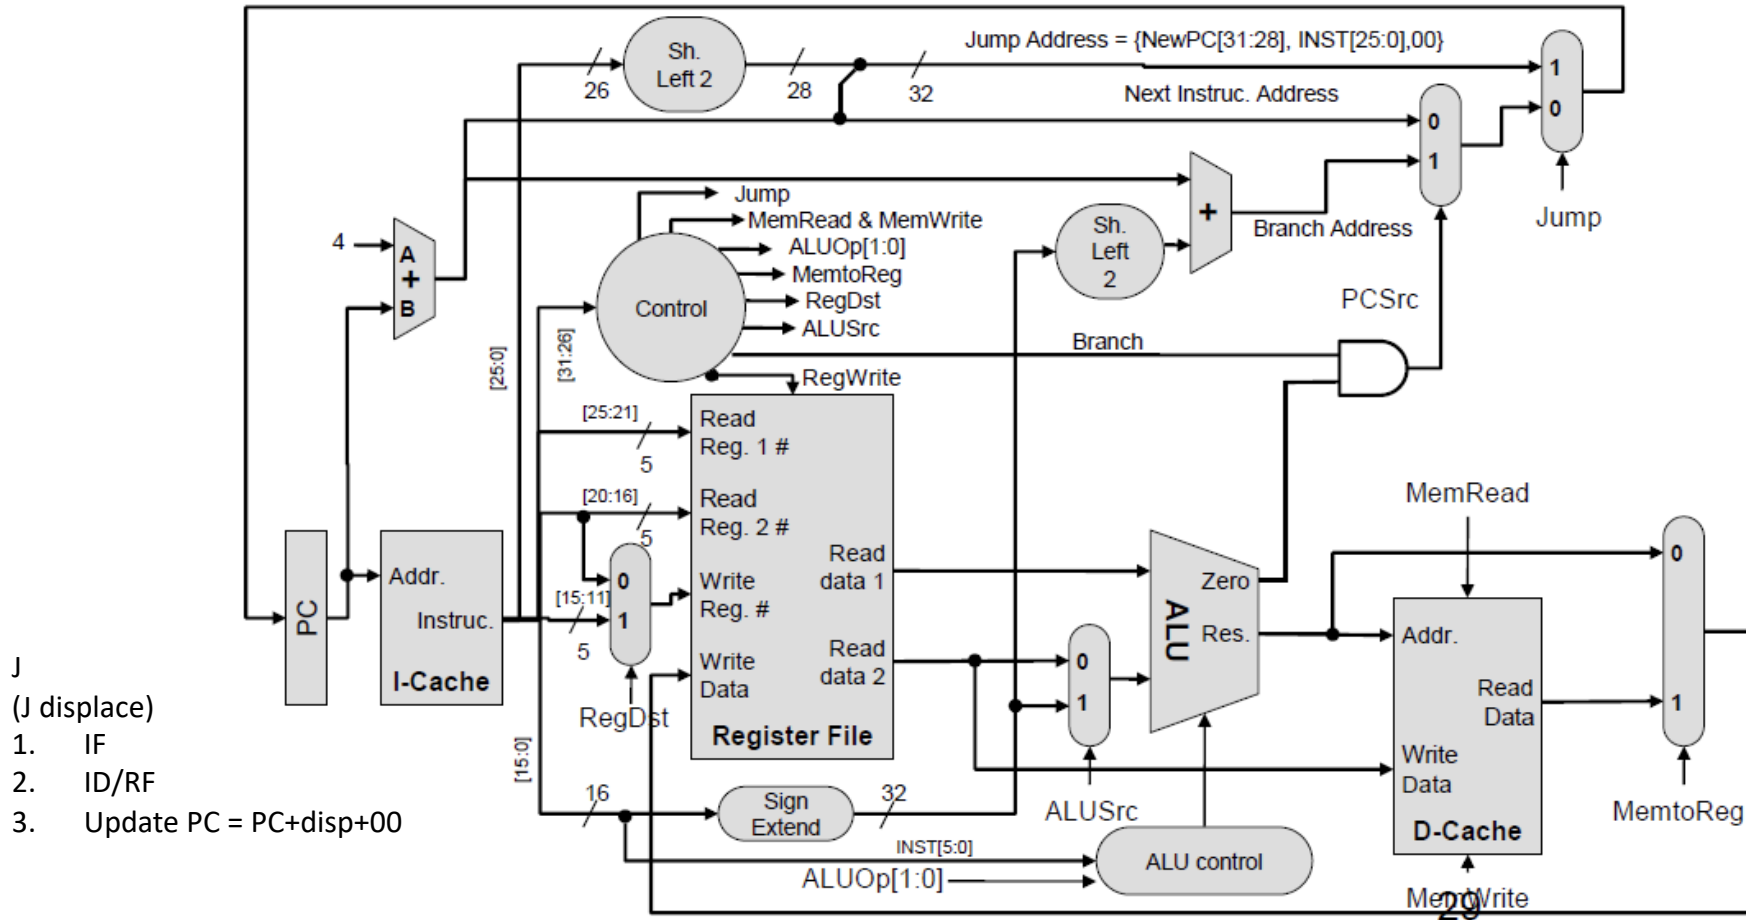 Jump Address = {NewPC[31:28], INST[25:0],00}
Sh.
Left 2
26
28
32
1
0
Next Instruc. Address
0
1
Jump
Jump
MemRead & MemWrite
ALUOp[1:0]
MemtoReg
RegDst
ALUSrc
Control
Branch
RegWrite
4
A
+
B
Sh.
Left
2
+
Branch Address
PCSrc
[25:0]
[31:26]
[25:21]
5
[20:16]
5
[15:11]
5
0
1
RegDst
[15:0]
Read
Reg. 1 #
Read
Reg. 2 #
Write
Reg. #
Write
Data
Read
data 1
Read
data 2
Register File
PC
Addr.
Instruc.
I-Cache
16
Sign
Extend
32
INST[5:0]
ALUOp[1:0]
ALU control
0
1
ALUSrc
ALU
Zero
Res.
MemRead
Addr.
Read
Data
Write
Data
D-Cache
MemWrite
0
1
MemtoReg
29
J
(J displace)
1. IF
2. ID/RF
3. Update PC = PC+disp+00